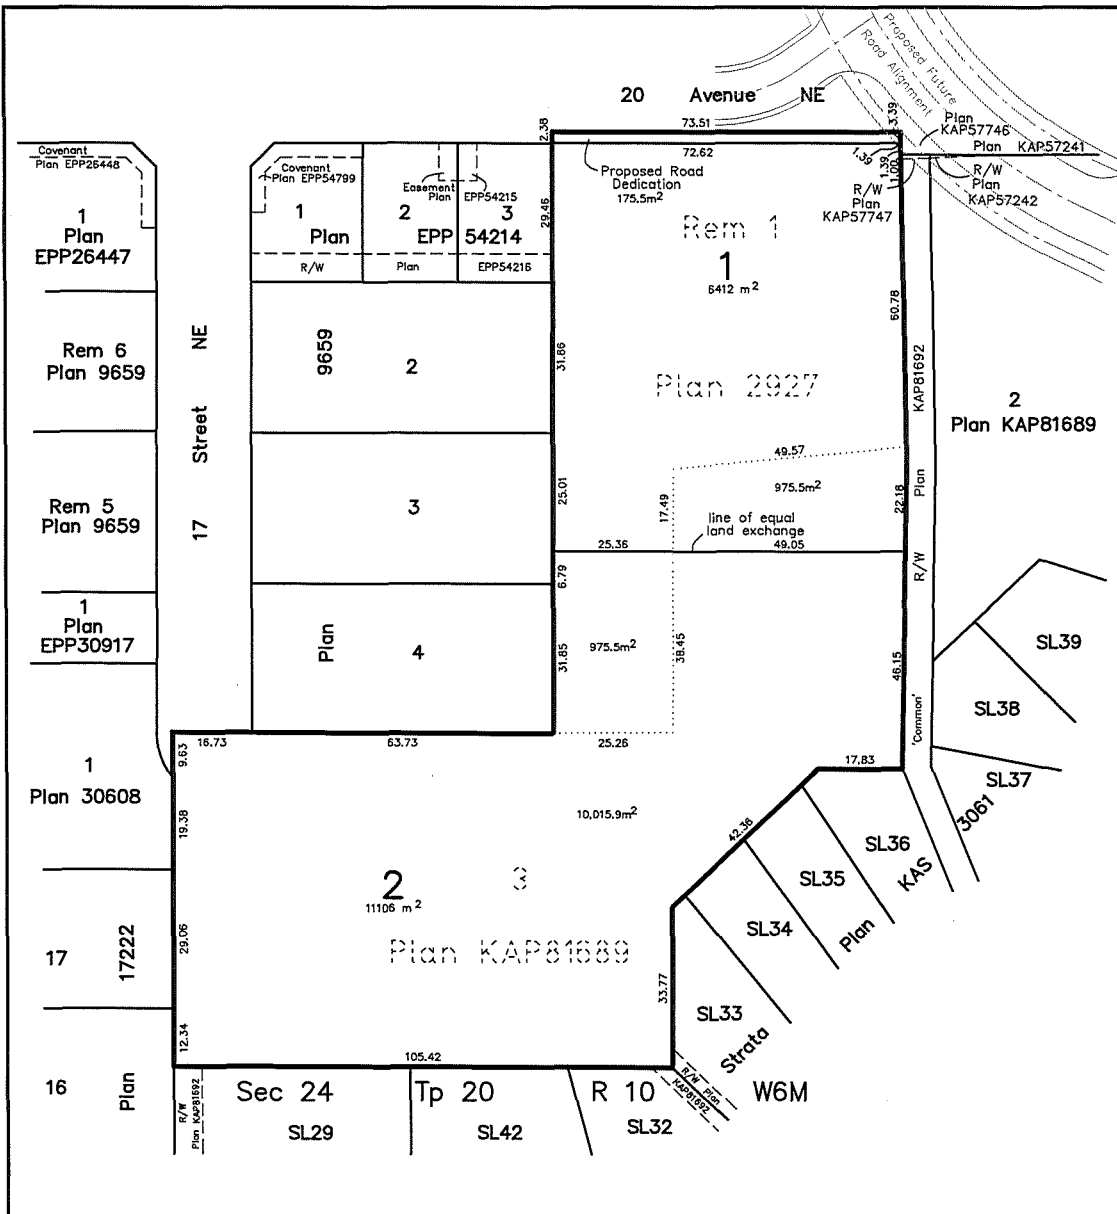 Proposed Future
Road Alignment
20 Avenue NE
73.51
2.38
3.39
72.62
1.39
1.39
1.00
Plan
KAP57746
Plan KAP57241
R/W
Plan
KAP57242
R/W
Plan
KAP57747
Proposed Road
Dedication
175.5m²
Covenant
Plan EPP26448
1
Plan
EPP26447
Covenant
Plan EPP54799
Easement
Plan
EPP54215
1
2
3
Plan EPP 54214
R/W Plan EPP54216
29.46
Rem 1
1
6412 m²
60.78
Rem 6
Plan 9659
17 Street NE
9659
2
31.86
Plan 2927
KAP81692
2
Plan KAP81689
49.57
975.5m²
22.18
Plan
17.49
Rem 5
Plan 9659
3
25.01
line of equal
land exchange
25.36
49.05
R/W
6.79
1
Plan
EPP30917
Plan
4
31.85
975.5m²
38.45
46.15
SL39
SL38
'Common'
SL37
9.63
16.73
63.73
25.26
17.83
1
Plan 30608
19.38
10,015.9m²
42.36
SL36
3061
KAS
SL35
2
11106 m²
3
Plan KAP81689
SL34
Plan
17
17222
29.06
33.77
SL33
Strata
12.34
105.42
16
Plan
R/W
Plan KAP81692
Sec 24 Tp 20 R 10 W6M
R/W Plan
KAP81692
SL29
SL42
SL32